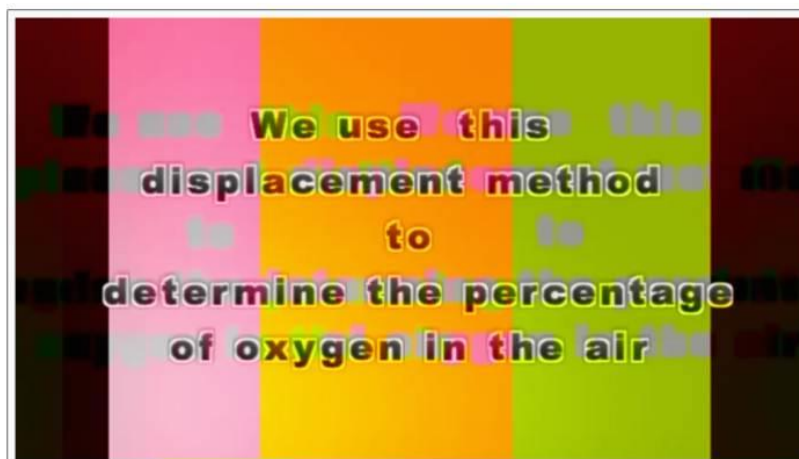 We use this
displacement method
to
determine the percentage
of oxygen in the air